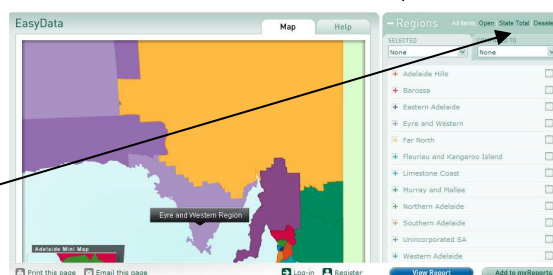 EasyData
Map
Help
Regions All items Open State Total Desele
SELECTED
TO
None
None
Adelaide Hills
Barossa
Eastern Adelaide
Eyre and Western
Far North
Fleurieu and Kangaroo Island
Limestone Coast
Murray and Mallee
Northern Adelaide
Southern Adelaide
Unincorporated SA
Western Adelaide
Eyre and Western Region
Adelaide Mini Map
Print this page
Email this page
Log-in
Register
View Report
Add to myReport